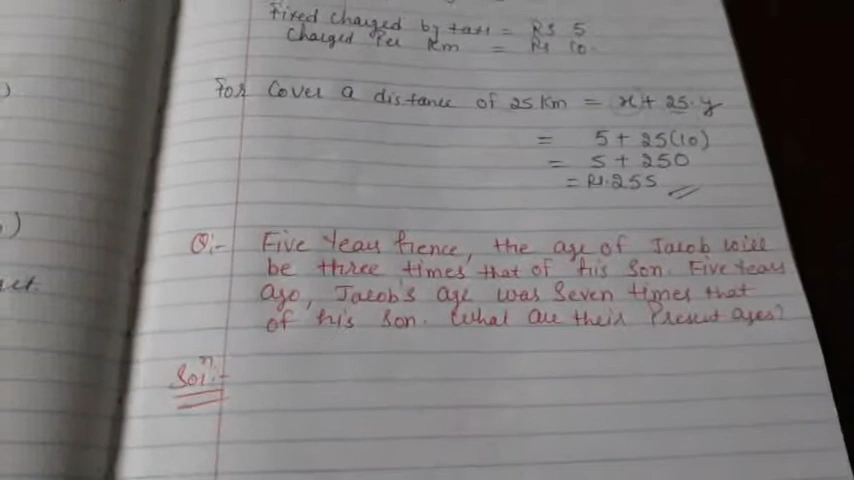 Fixed charged by taxi = Rs 5
Charged Per Km = Rs 10.
For Cover a distance of 25 Km = x + 25.y
= 5 + 25(10)
= 5 + 250
= Rs.255
Q:- Five years hence, the age of Jacob will
be three times that of his son. Five years
ago, Jacob's age was seven times that
of his son. What are their Present ages?
Solⁿ:-